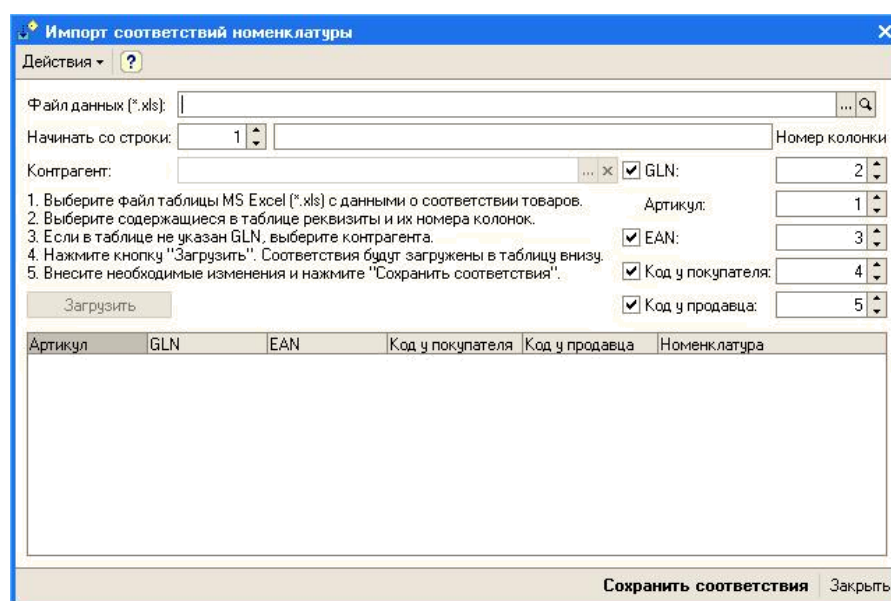 Импорт соответствий номенклатуры
Действия ?
Файл данных (*.xls): ...
Начинать со строки: 1 Номер колонки
Контрагент: ... × GLN: 2
1. Выберите файл таблицы MS Excel (*.xls) с данными о соответствии товаров.
Артикул: 1
2. Выберите содержащиеся в таблице реквизиты и их номера колонок.
3. Если в таблице не указан GLN, выберите контрагента.
EAN: 3
4. Нажмите кнопку "Загрузить". Соответствия будут загружены в таблицу внизу.
5. Внесите необходимые изменения и нажмите "Сохранить соответствия".
Код у покупателя: 4
Загрузить
Код у продавца: 5
Артикул GLN EAN Код у покупателя Код у продавца Номенклатура
Сохранить соответствия Закрыть